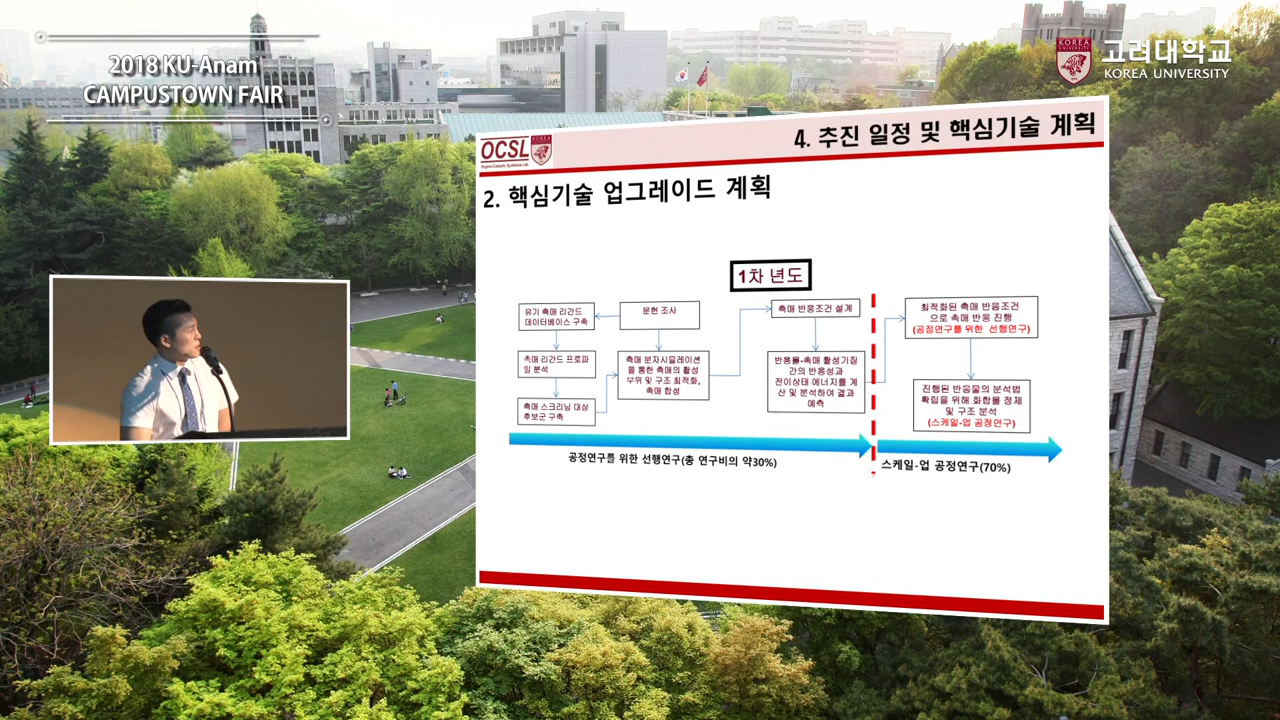 2018 KU-Anam
CAMPUSTOWN FAIR
KOREA
UNIVERSITY
고려대학교
KOREA UNIVERSITY
OCSL
Organo Catalytic Synthesis Lab.
4. 추진 일정 및 핵심기술 계획
2. 핵심기술 업그레이드 계획
1차 년도
유기 촉매 리간드
데이터베이스 구축
문헌 조사
촉매 반응조건 설계
최적화된 촉매 반응조건
으로 촉매 반응 진행
(공정연구를 위한 선행연구)
촉매 리간드 프로파
일 분석
촉매 분자시뮬레이션
을 통한 촉매의 활성
부위 및 구조 최적화,
촉매 합성
반응물-촉매 활성기질
간의 반응성과
전이상태 에너지를 계
산 및 분석하여 결과
예측
진행된 반응물의 분석법
확립을 위해 화합물 정제
및 구조 분석
(스케일-업 공정연구)
촉매 스크리닝 대상
후보군 구축
공정연구를 위한 선행연구(총 연구비의 약30%)
스케일-업 공정연구(70%)